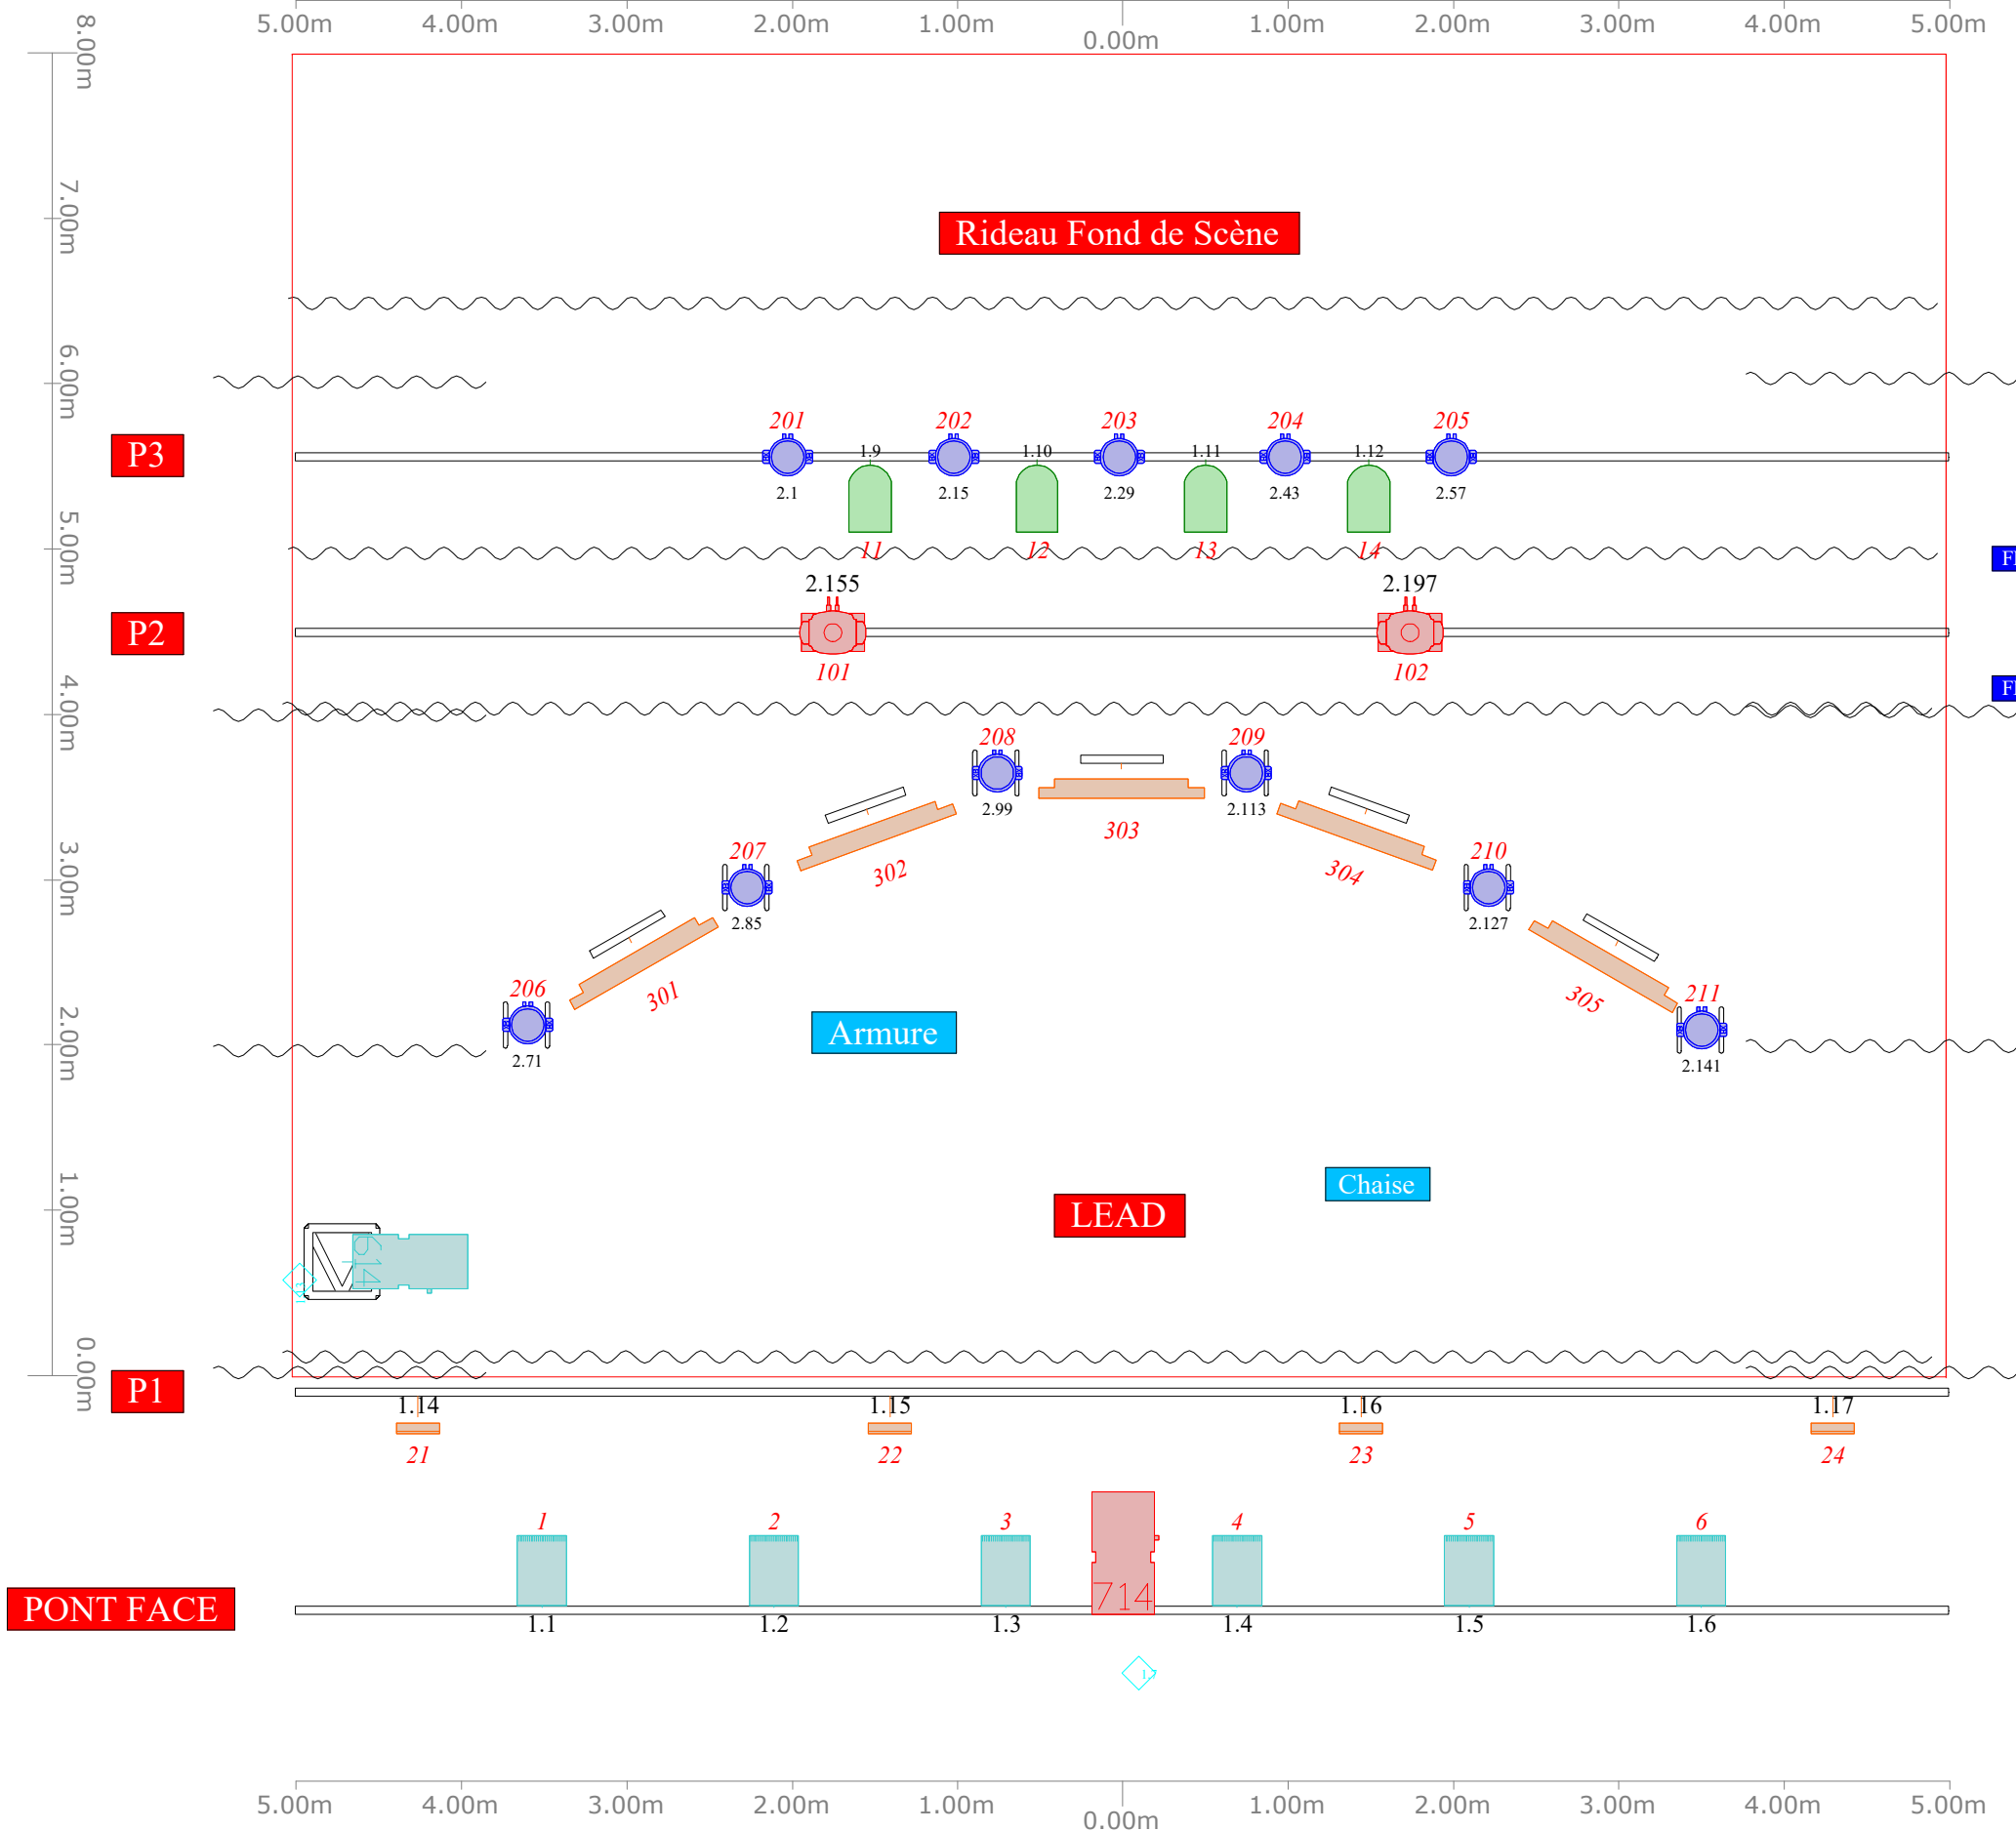 5.00m 4.00m 3.00m 2.00m 1.00m 0.00m 1.00m 2.00m 3.00m 4.00m 5.00m
8.00m
7.00m
Rideau Fond de Scène
6.00m
201 202 203 204 205
P3
1.9 1.10 1.11 1.12
2.1 2.15 2.29 2.43 2.57
5.00m
11 12 13 14
2.155 2.197
P2
101 102
4.00m
208 209
2.99 2.113
303
207 210
302 304
3.00m
2.85 2.127
206 301 305 211
2.00m
Armure
2.71 2.141
Chaise
1.00m
LEAD
614
0.00m
P1
1.14 1.15 1.16 1.17
21 22 23 24
1 2 3 4 5 6
714
PONT FACE
1.1 1.2 1.3 1.4 1.5 1.6
5.00m 4.00m 3.00m 2.00m 1.00m 0.00m 1.00m 2.00m 3.00m 4.00m 5.00m